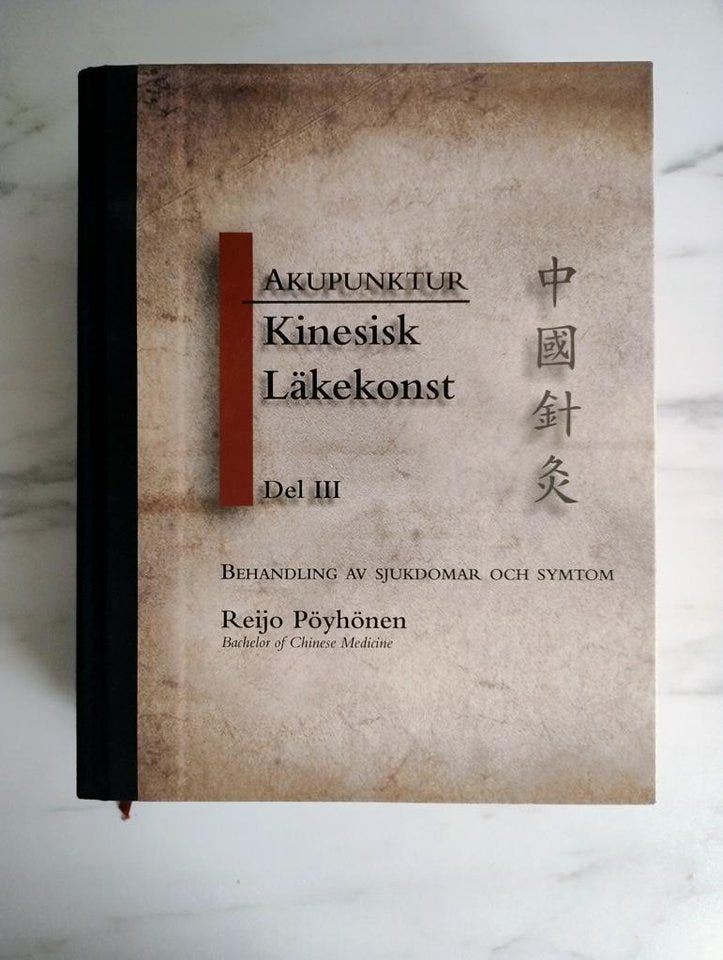 Akupunktur
Kinesisk
Läkekonst
Del III
中國針灸
Behandling av sjukdomar och symtom
Reijo Pöyhönen
Bachelor of Chinese Medicine